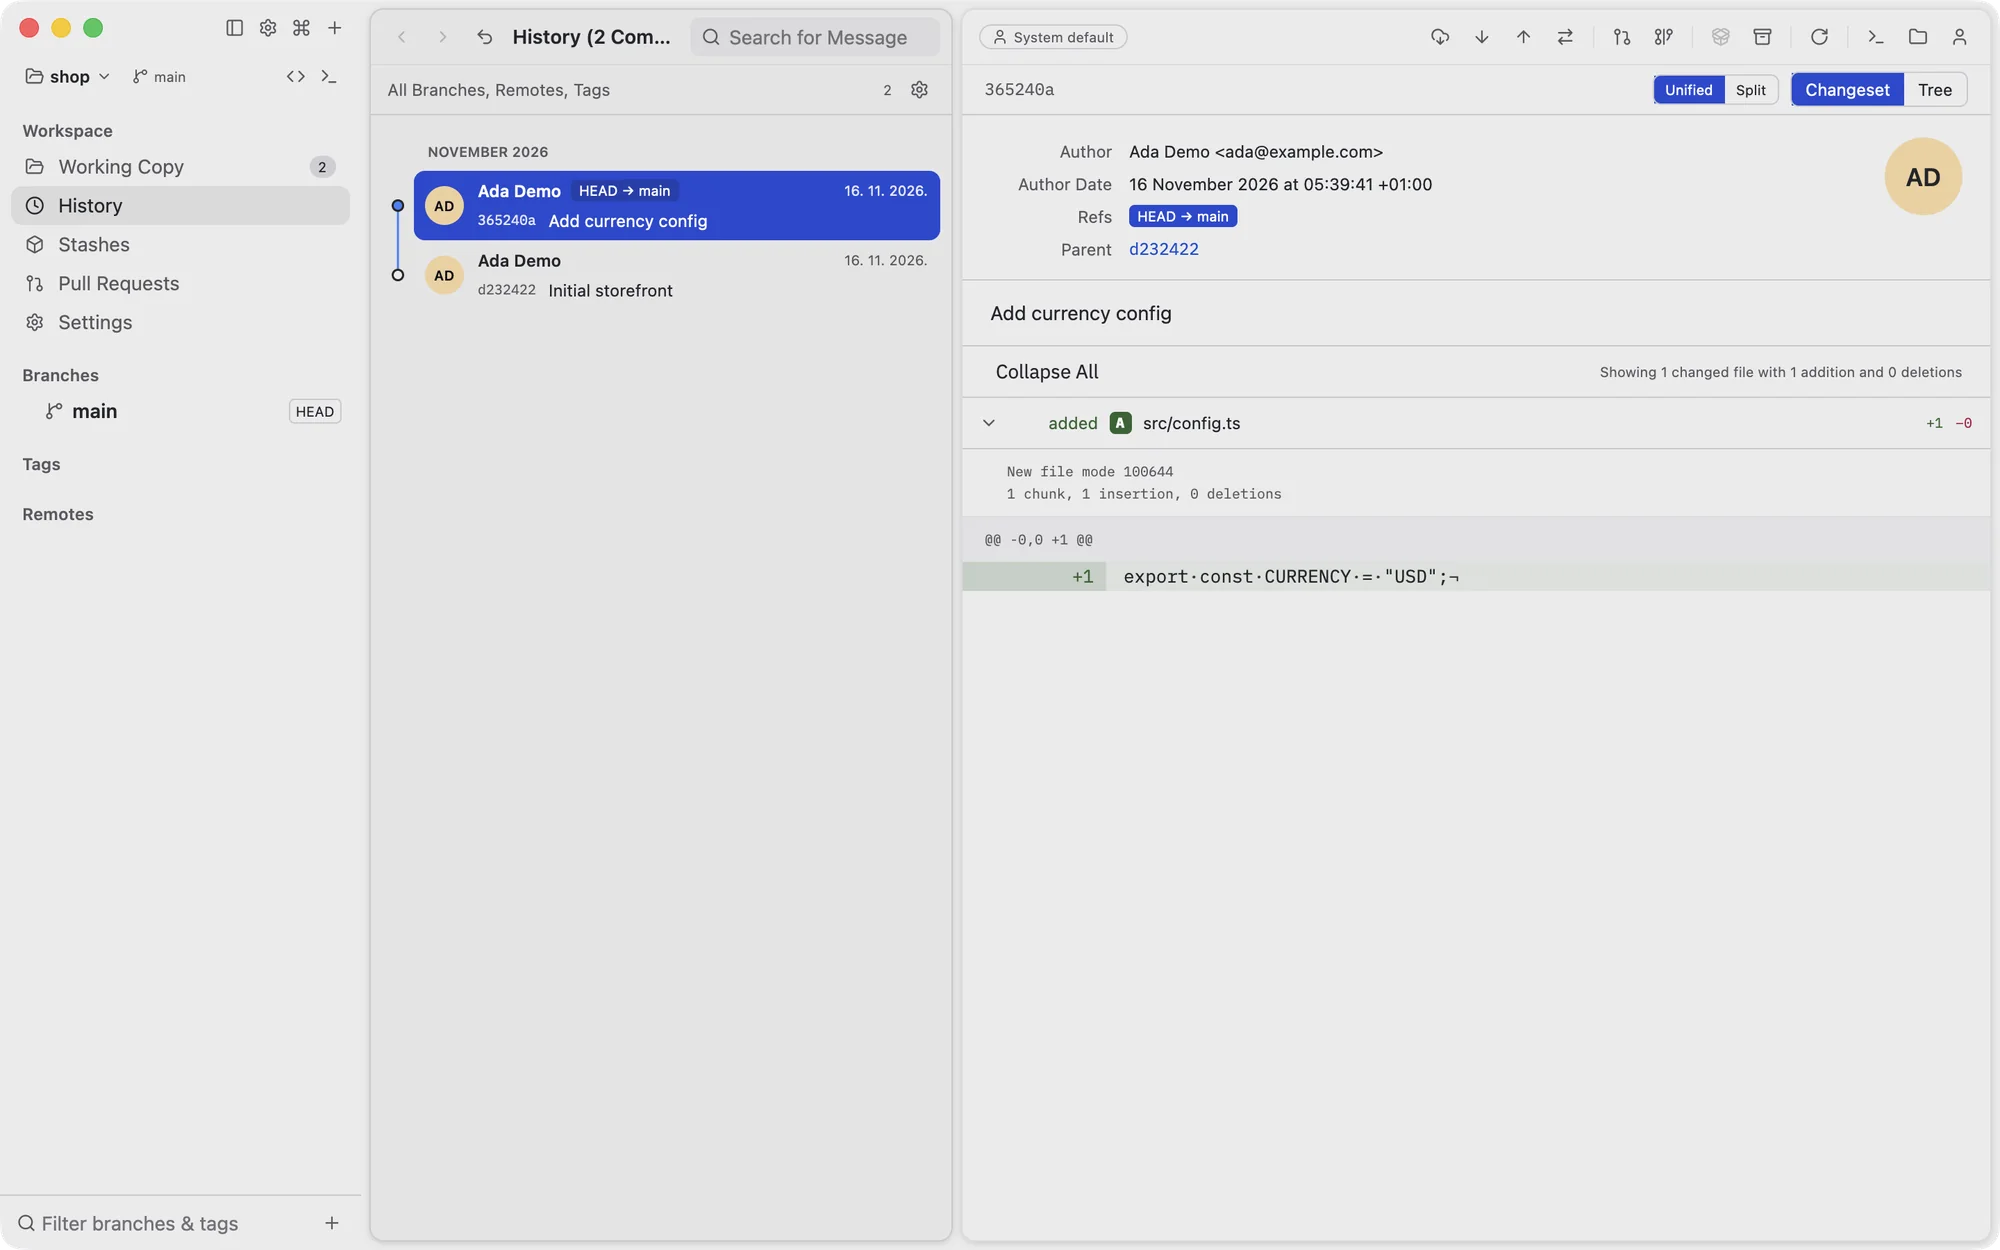 shop
main
Workspace
Working Copy 2
History
Stashes
Pull Requests
Settings
Branches
main HEAD
Tags
Remotes
Filter branches & tags
History (2 Com...
Search for Message
All Branches, Remotes, Tags 2
NOVEMBER 2026
AD
Ada Demo HEAD → main 16. 11. 2026.
365240a Add currency config
AD
Ada Demo 16. 11. 2026.
d232422 Initial storefront
System default
365240a
Unified Split
Changeset Tree
Author Ada Demo <ada@example.com>
Author Date 16 November 2026 at 05:39:41 +01:00
Refs HEAD → main
Parent d232422
AD
Add currency config
Collapse All
Showing 1 changed file with 1 addition and 0 deletions
added A src/config.ts +1 −0
New file mode 100644
1 chunk, 1 insertion, 0 deletions
@@ -0,0 +1 @@
+1 export·const·CURRENCY·=·"USD";¬